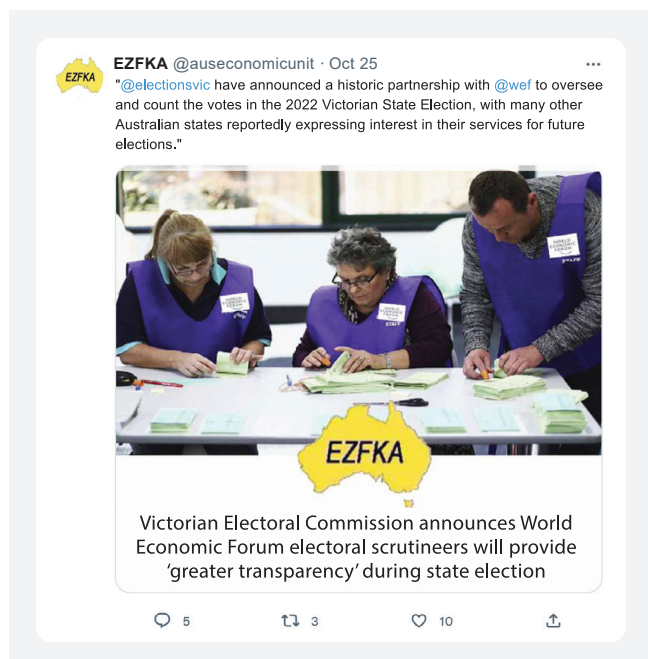 EZFKA
EZFKA @auseconomicunit · Oct 25
"@electionsvic have announced a historic partnership with @wef to oversee
and count the votes in the 2022 Victorian State Election, with many other
Australian states reportedly expressing interest in their services for future
elections."
WORLD
ECONOMIC
FORUM
WORLD
ECONOMIC
FORUM
STAFF
WORLD
ECONOMIC
FORUM
STAFF
EZFKA
Victorian Electoral Commission announces World
Economic Forum electoral scrutineers will provide
‘greater transparency’ during state election
5 3 10